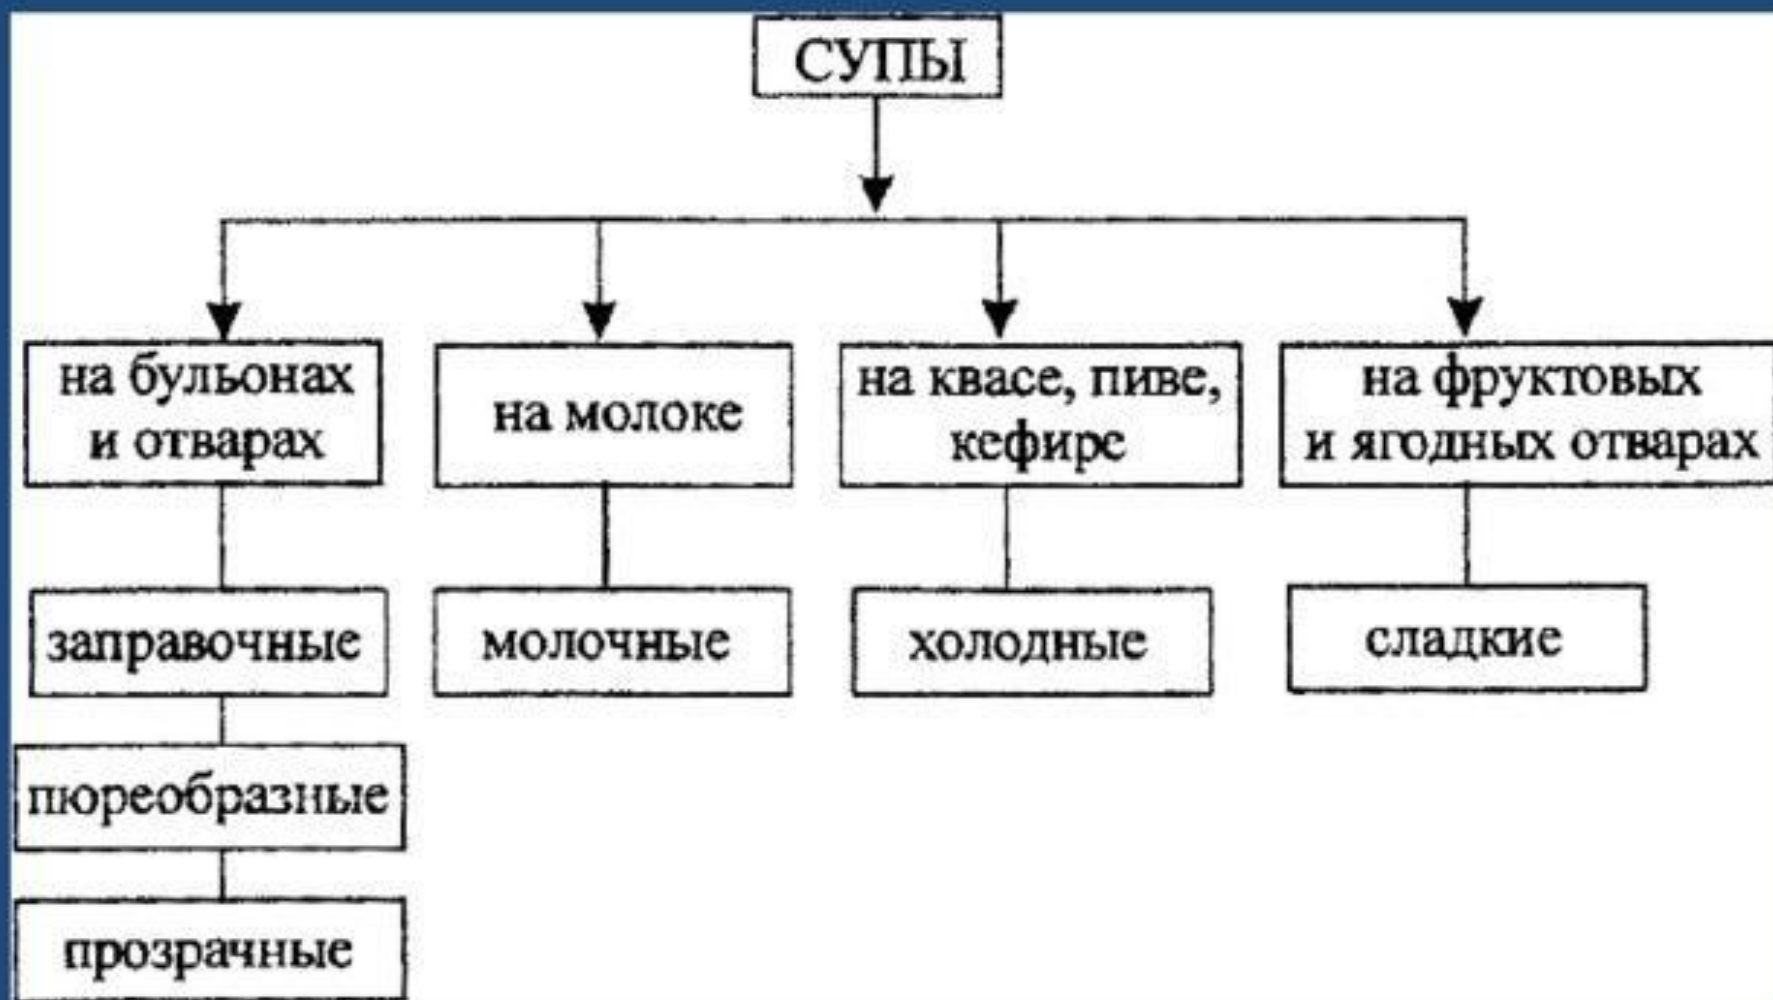 СУПЫ
на бульонах
и отварах
на молоке
на квасе, пиве,
кефире
на фруктовых
и ягодных отварах
заправочные
молочные
холодные
сладкие
пюреобразные
прозрачные